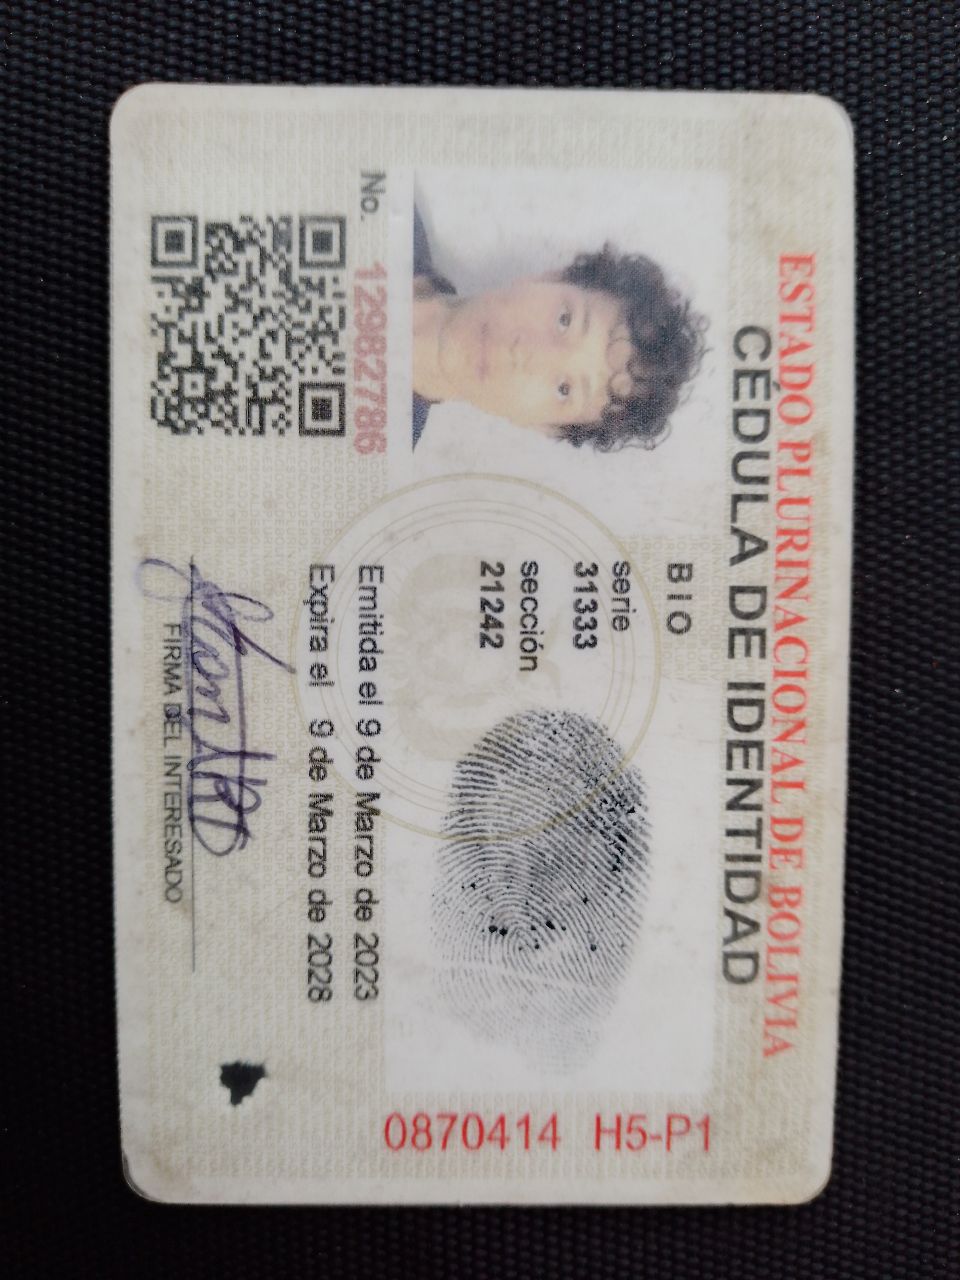 ESTADO PLURINACIONAL DE BOLIVIA
CÉDULA DE IDENTIDAD
BIO
serie
31333
sección
21242
No. 12982786
Emitida el 9 de Marzo de 2023
Expira el 9 de Marzo de 2028
FIRMA DEL INTERESADO
0870414 H5-P1